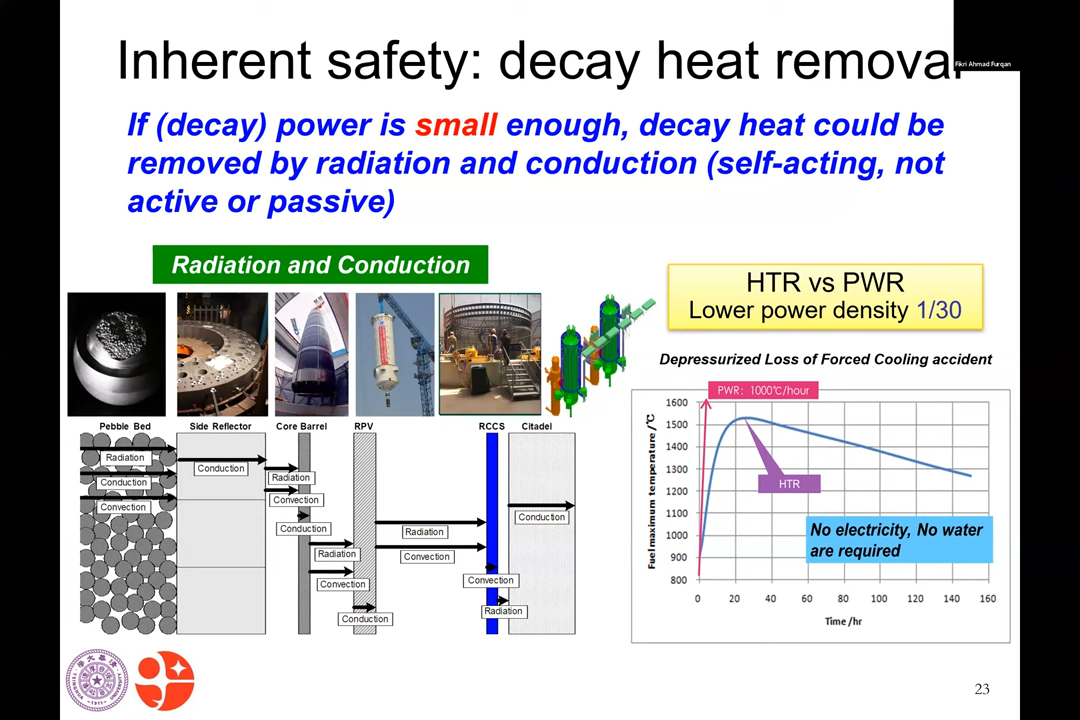 Inherent safety: decay heat removal
Fikri Ahmad Furqan
If (decay) power is small enough, decay heat could be
removed by radiation and conduction (self-acting, not
active or passive)
Radiation and Conduction
HTR vs PWR
Lower power density 1/30
Depressurized Loss of Forced Cooling accident
Pebble Bed
Side Reflector
Core Barrel
RPV
RCCS
Citadel
Radiation
Conduction
Convection
Conduction
Radiation
Convection
Conduction
Radiation
Convection
Conduction
Radiation
Convection
Convection
Radiation
Conduction
PWR: 1000℃/hour
Fuel maximum temperature /℃
1600
1500
1400
1300
1200
1100
1000
900
800
HTR
No electricity, No water
are required
0 20 40 60 80 100 120 140 160
Time /hr
23